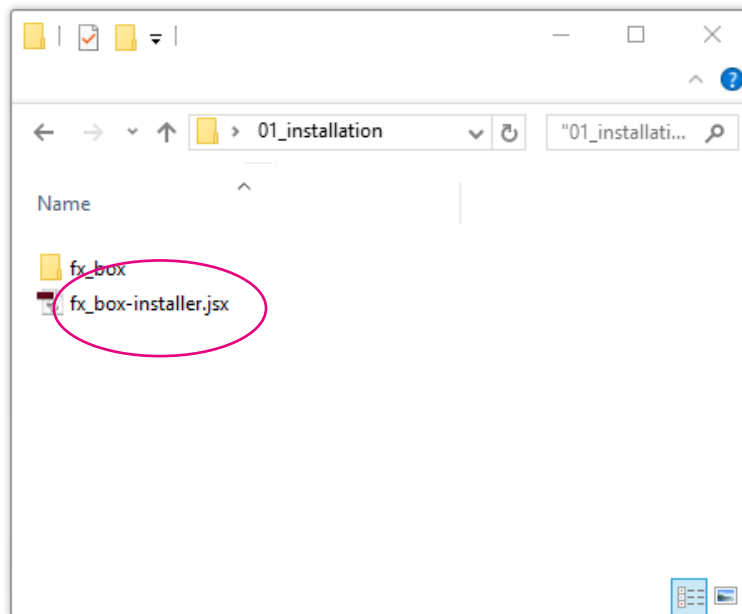 01_installation
"01_installati...
Name
fx_box
fx_box-installer.jsx